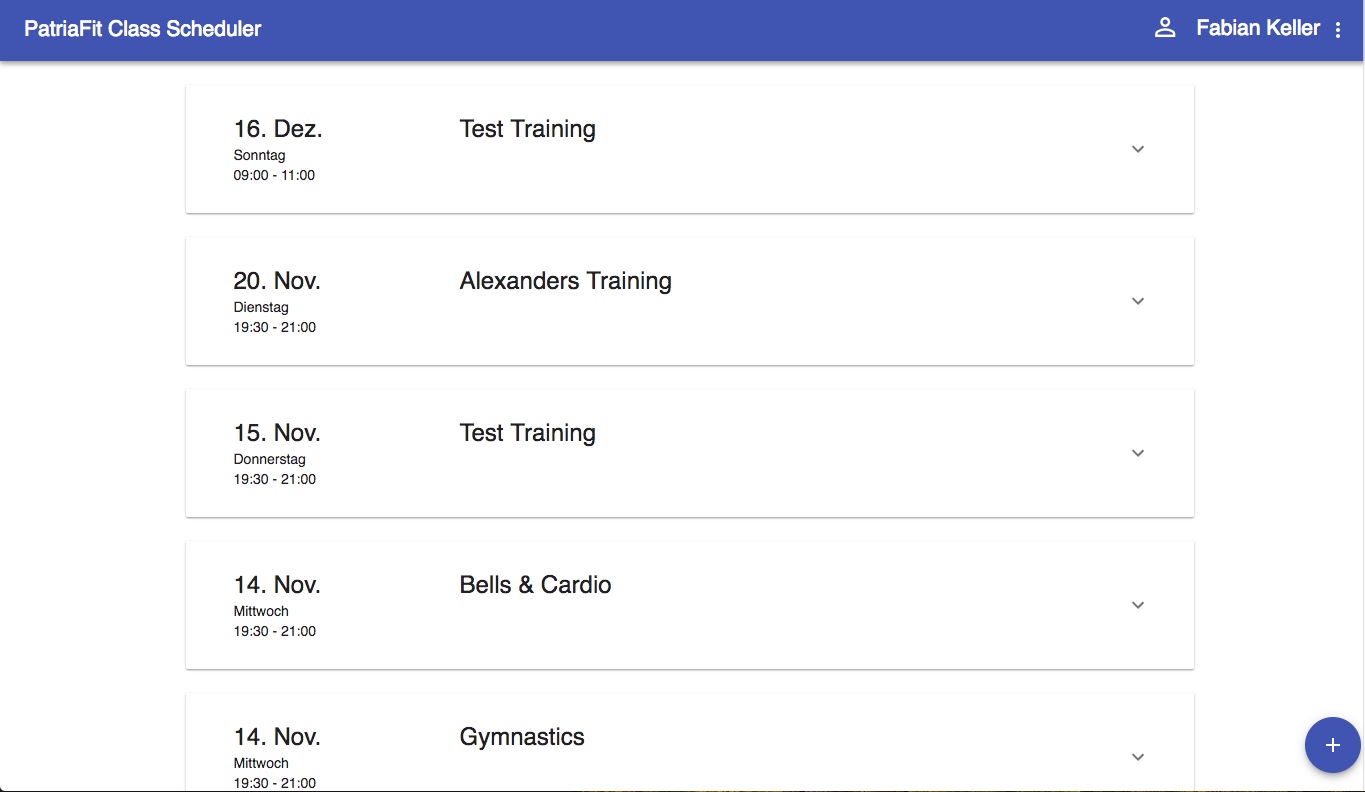 PatriaFit Class Scheduler
Fabian Keller
16. Dez.
Test Training
Sonntag
09:00 - 11:00
20. Nov.
Alexanders Training
Dienstag
19:30 - 21:00
15. Nov.
Test Training
Donnerstag
19:30 - 21:00
14. Nov.
Bells & Cardio
Mittwoch
19:30 - 21:00
14. Nov.
Gymnastics
Mittwoch
19:30 - 21:00